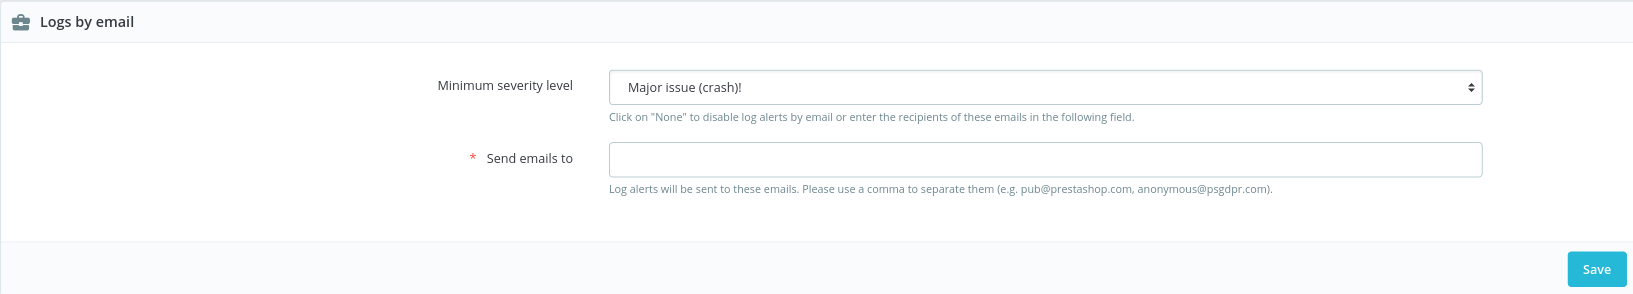 Logs by email
Minimum severity level
Major issue (crash)!
Click on "None" to disable log alerts by email or enter the recipients of these emails in the following field.
* Send emails to
Log alerts will be sent to these emails. Please use a comma to separate them (e.g. pub@prestashop.com, anonymous@psgdpr.com).
Save